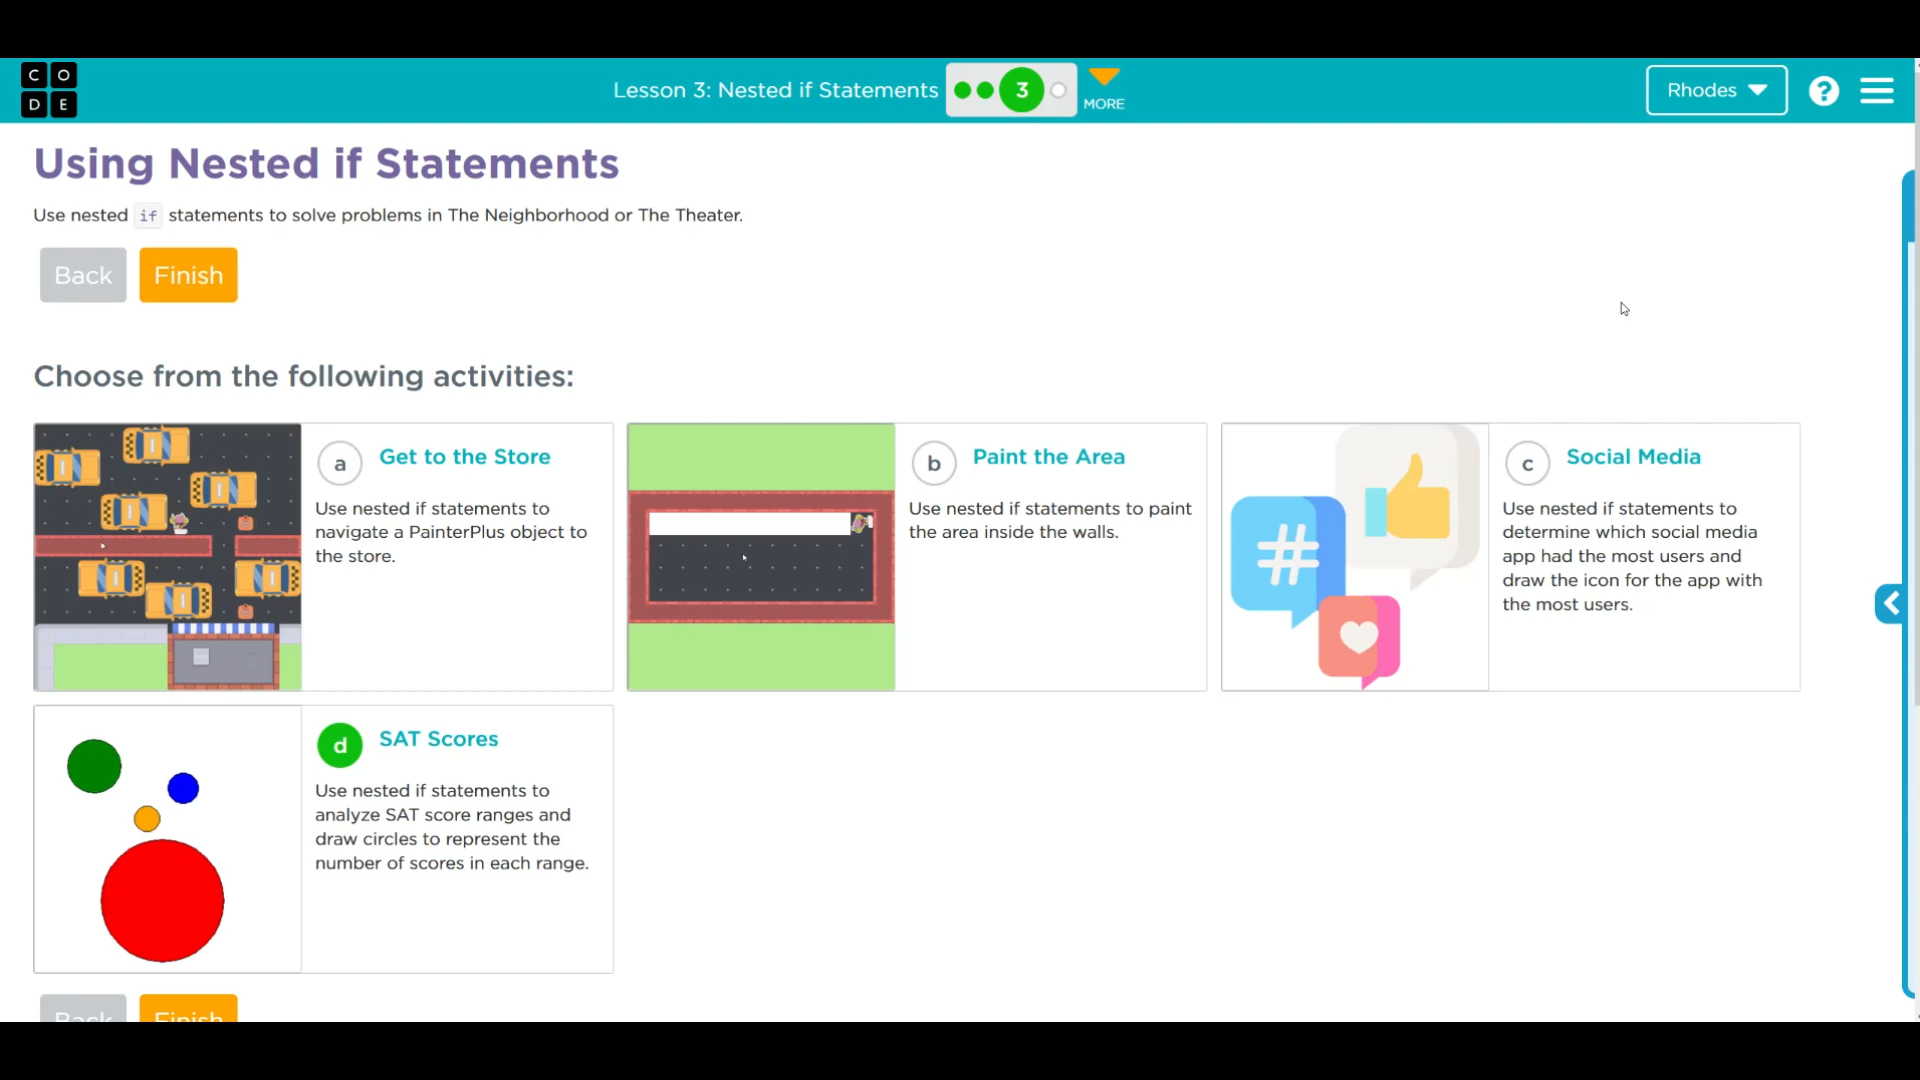 C O
D E
Lesson 3: Nested if Statements
3
MORE
Rhodes
?
Using Nested if Statements
Use nested if statements to solve problems in The Neighborhood or The Theater.
Back
Finish
Choose from the following activities:
a
Get to the Store
Use nested if statements to
navigate a PainterPlus object to
the store.
b
Paint the Area
Use nested if statements to paint
the area inside the walls.
#
c
Social Media
Use nested if statements to
determine which social media
app had the most users and
draw the icon for the app with
the most users.
d
SAT Scores
Use nested if statements to
analyze SAT score ranges and
draw circles to represent the
number of scores in each range.
Back
Finish